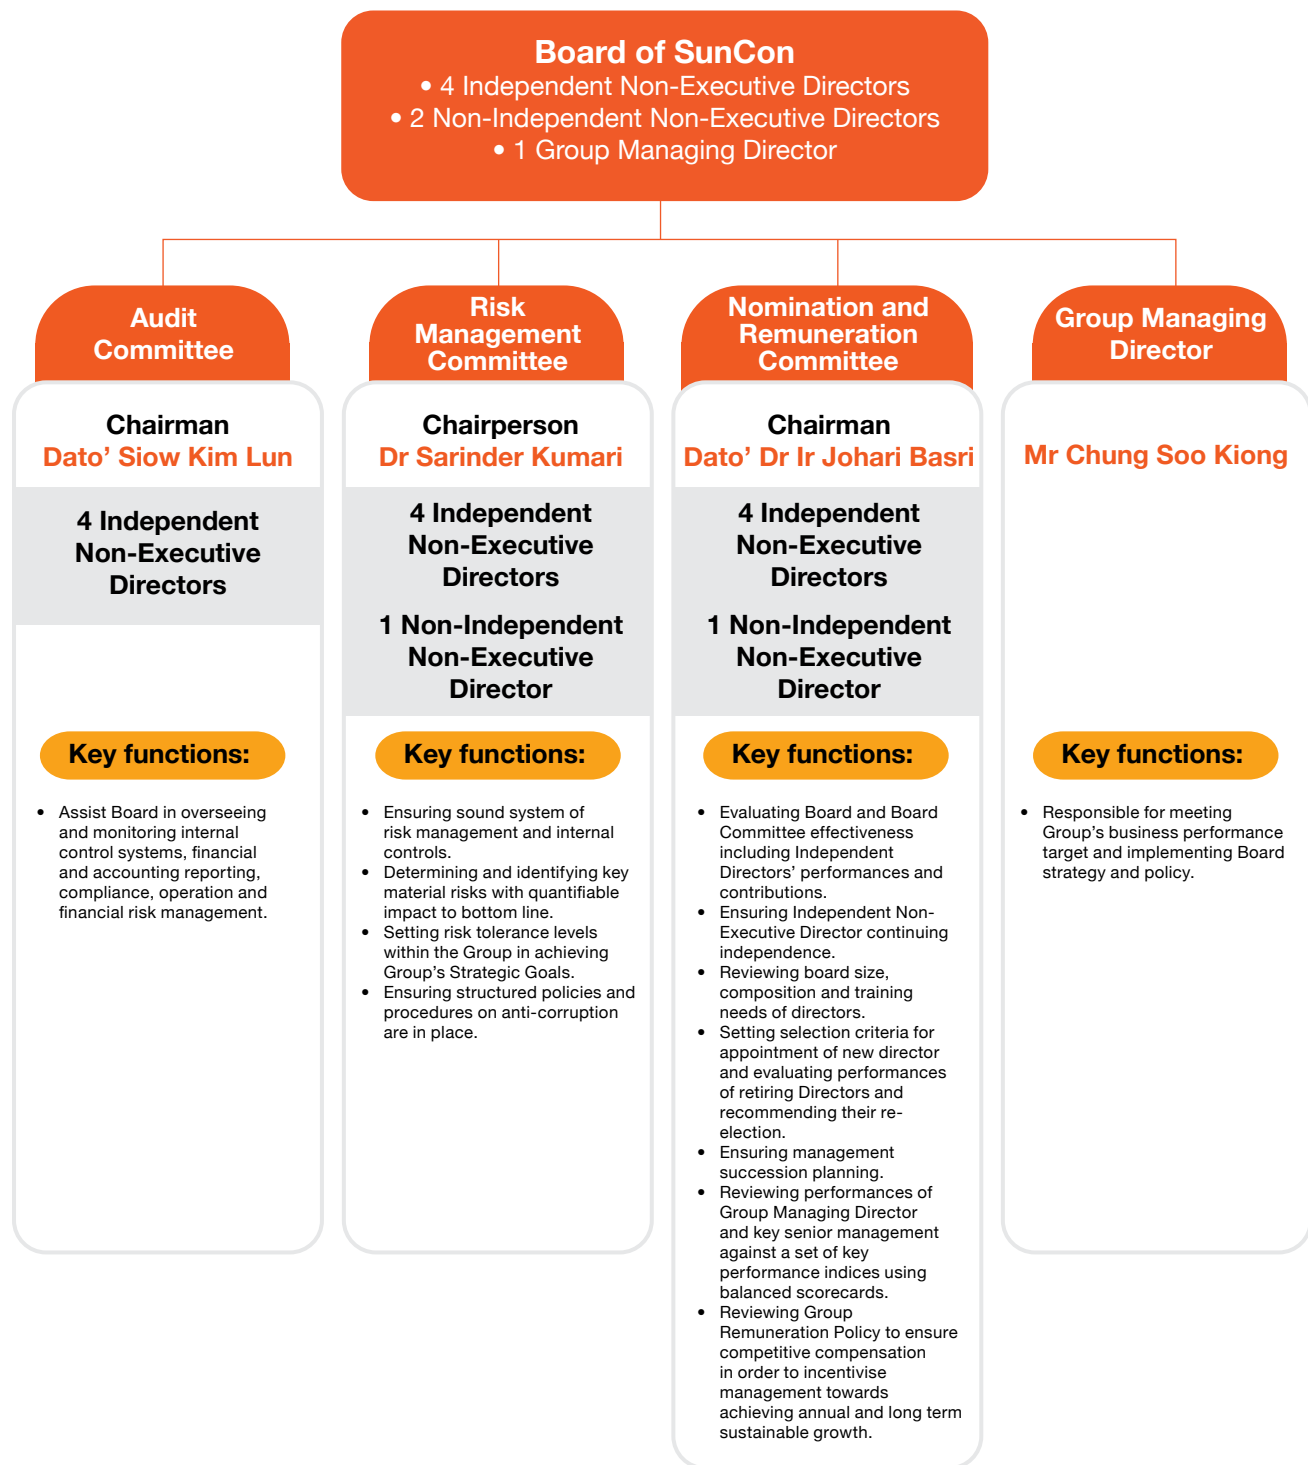 Board of SunCon
• 4 Independent Non-Executive Directors
• 2 Non-Independent Non-Executive Directors
• 1 Group Managing Director
Audit
Committee
Chairman
Dato' Siow Kim Lun
4 Independent
Non-Executive
Directors
Key functions:
• Assist Board in overseeing
and monitoring internal
control systems, financial
and accounting reporting,
compliance, operation and
financial risk management.
Risk
Management
Committee
Chairperson
Dr Sarinder Kumari
4 Independent
Non-Executive
Directors
1 Non-Independent
Non-Executive
Director
Key functions:
• Ensuring sound system of
risk management and internal
controls.
• Determining and identifying key
material risks with quantifiable
impact to bottom line.
• Setting risk tolerance levels
within the Group in achieving
Group's Strategic Goals.
• Ensuring structured policies and
procedures on anti-corruption
are in place.
Nomination and
Remuneration
Committee
Chairman
Dato' Dr Ir Johari Basri
4 Independent
Non-Executive
Directors
1 Non-Independent
Non-Executive
Director
Key functions:
• Evaluating Board and Board
Committee effectiveness
including Independent
Directors' performances and
contributions.
• Ensuring Independent Non-
Executive Director continuing
independence.
• Reviewing board size,
composition and training
needs of directors.
• Setting selection criteria for
appointment of new director
and evaluating performances
of retiring Directors and
recommending their re-
election.
• Ensuring management
succession planning.
• Reviewing performances of
Group Managing Director
and key senior management
against a set of key
performance indices using
balanced scorecards.
• Reviewing Group
Remuneration Policy to ensure
competitive compensation
in order to incentivise
management towards
achieving annual and long term
sustainable growth.
Group Managing
Director
Mr Chung Soo Kiong
Key functions:
• Responsible for meeting
Group's business performance
target and implementing Board
strategy and policy.